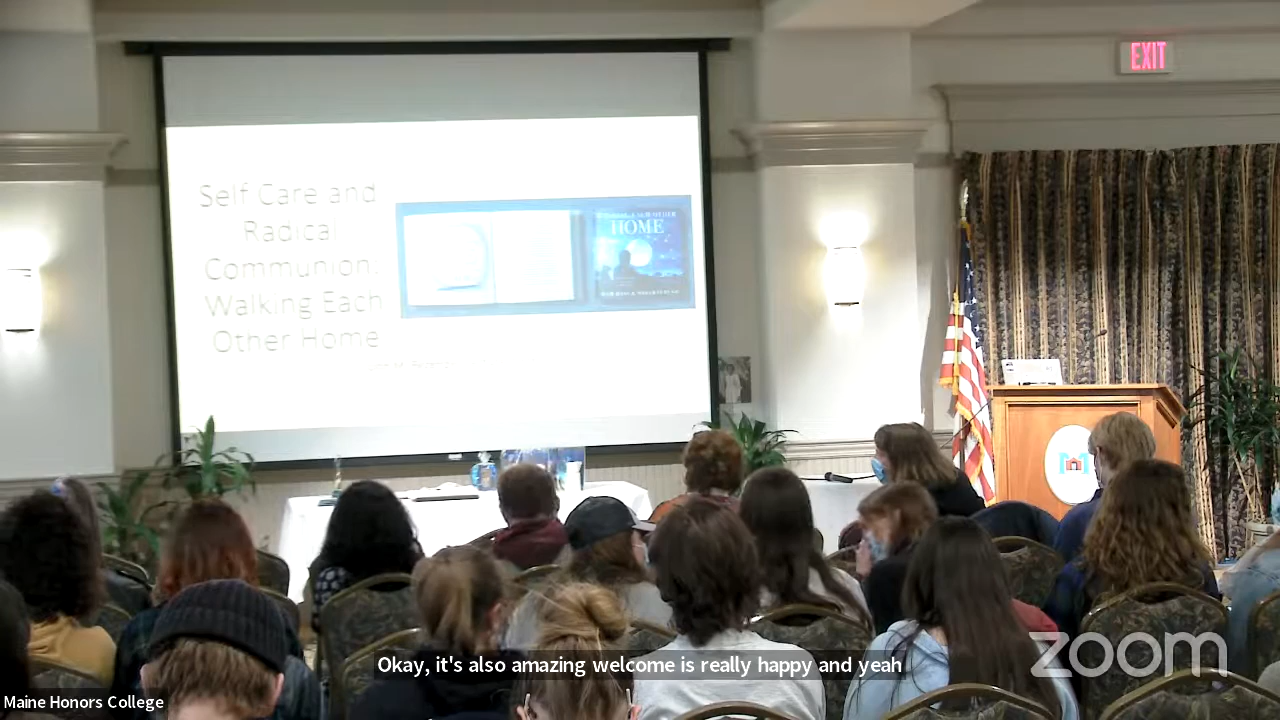 EXIT
Self Care and
Radical
Communion.
Walking Each
Other Home
HOME
Okay, it's also amazing welcome is really happy and yeah
zoom
Maine Honors College